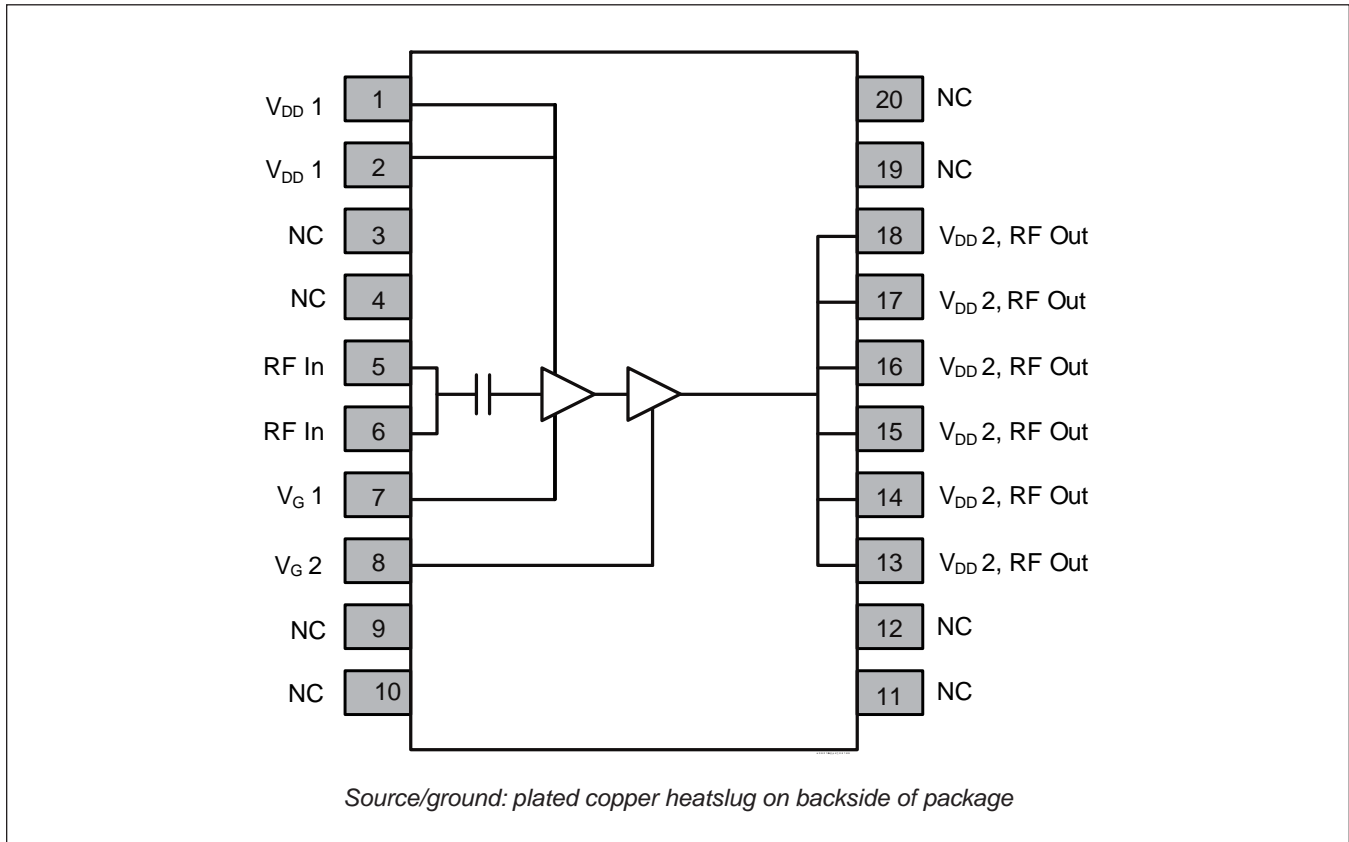 V_DD 1 1
V_DD 1 2
NC 3
NC 4
RF In 5
RF In 6
V_G 1 7
V_G 2 8
NC 9
NC 10
20 NC
19 NC
18 V_DD 2, RF Out
17 V_DD 2, RF Out
16 V_DD 2, RF Out
15 V_DD 2, RF Out
14 V_DD 2, RF Out
13 V_DD 2, RF Out
12 NC
11 NC
Source/ground: plated copper heatslug on backside of package